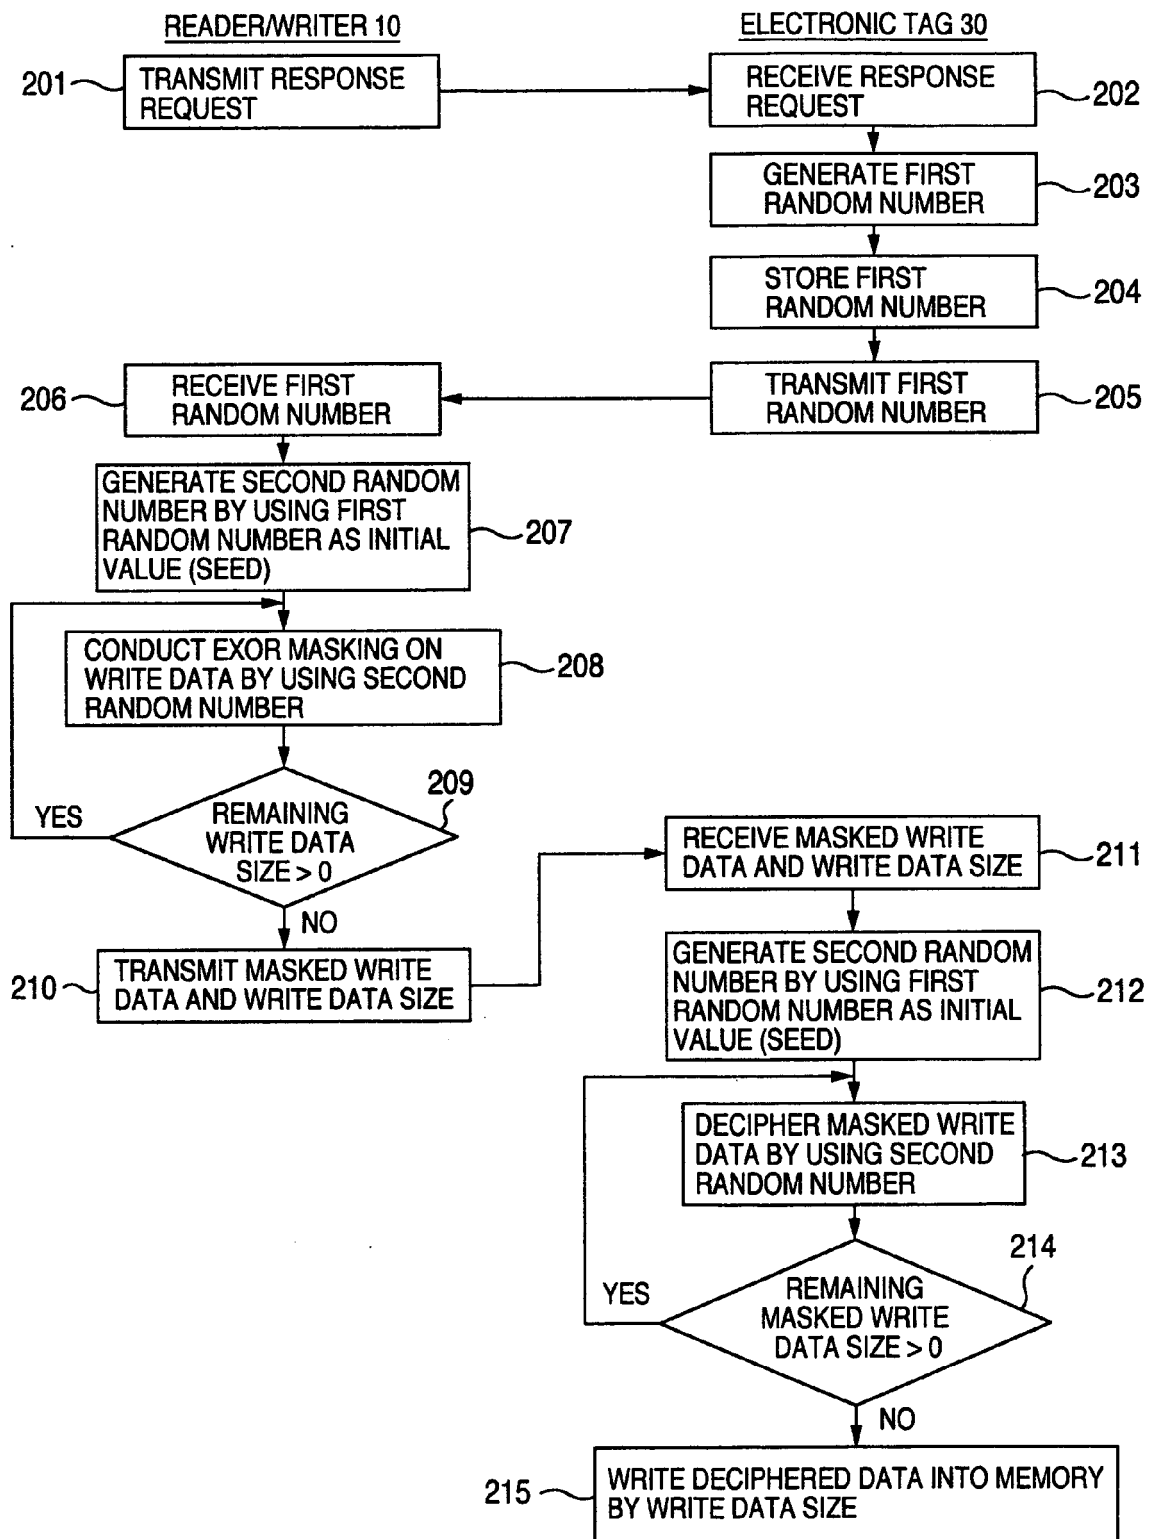 READER/WRITER 10
ELECTRONIC TAG 30
201
TRANSMIT RESPONSE
REQUEST
RECEIVE RESPONSE
REQUEST
202
GENERATE FIRST
RANDOM NUMBER
203
STORE FIRST
RANDOM NUMBER
204
TRANSMIT FIRST
RANDOM NUMBER
205
206
RECEIVE FIRST
RANDOM NUMBER
GENERATE SECOND RANDOM
NUMBER BY USING FIRST
RANDOM NUMBER AS INITIAL
VALUE (SEED)
207
CONDUCT EXOR MASKING ON
WRITE DATA BY USING SECOND
RANDOM NUMBER
208
209
YES
REMAINING
WRITE DATA
SIZE > 0
NO
210
TRANSMIT MASKED WRITE
DATA AND WRITE DATA SIZE
RECEIVE MASKED WRITE
DATA AND WRITE DATA SIZE
211
GENERATE SECOND RANDOM
NUMBER BY USING FIRST
RANDOM NUMBER AS INITIAL
VALUE (SEED)
212
DECIPHER MASKED WRITE
DATA BY USING SECOND
RANDOM NUMBER
213
214
YES
REMAINING
MASKED WRITE
DATA SIZE > 0
NO
215
WRITE DECIPHERED DATA INTO MEMORY
BY WRITE DATA SIZE